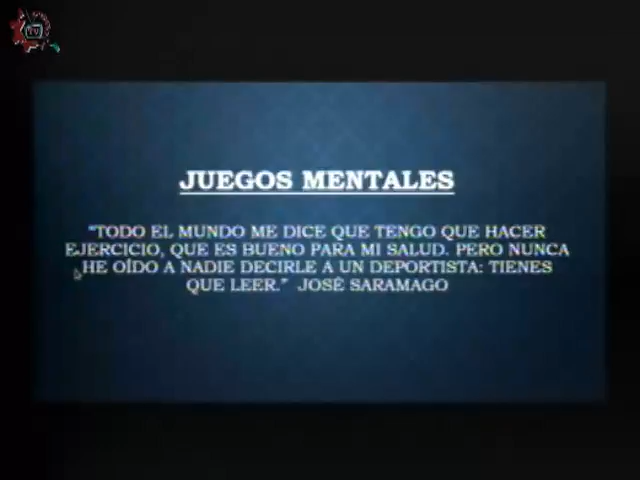 TV
JUEGOS MENTALES
"TODO EL MUNDO ME DICE QUE TENGO QUE HACER
EJERCICIO, QUE ES BUENO PARA MI SALUD. PERO NUNCA
HE OÍDO A NADIE DECIRLE A UN DEPORTISTA: TIENES
QUE LEER." JOSÉ SARAMAGO